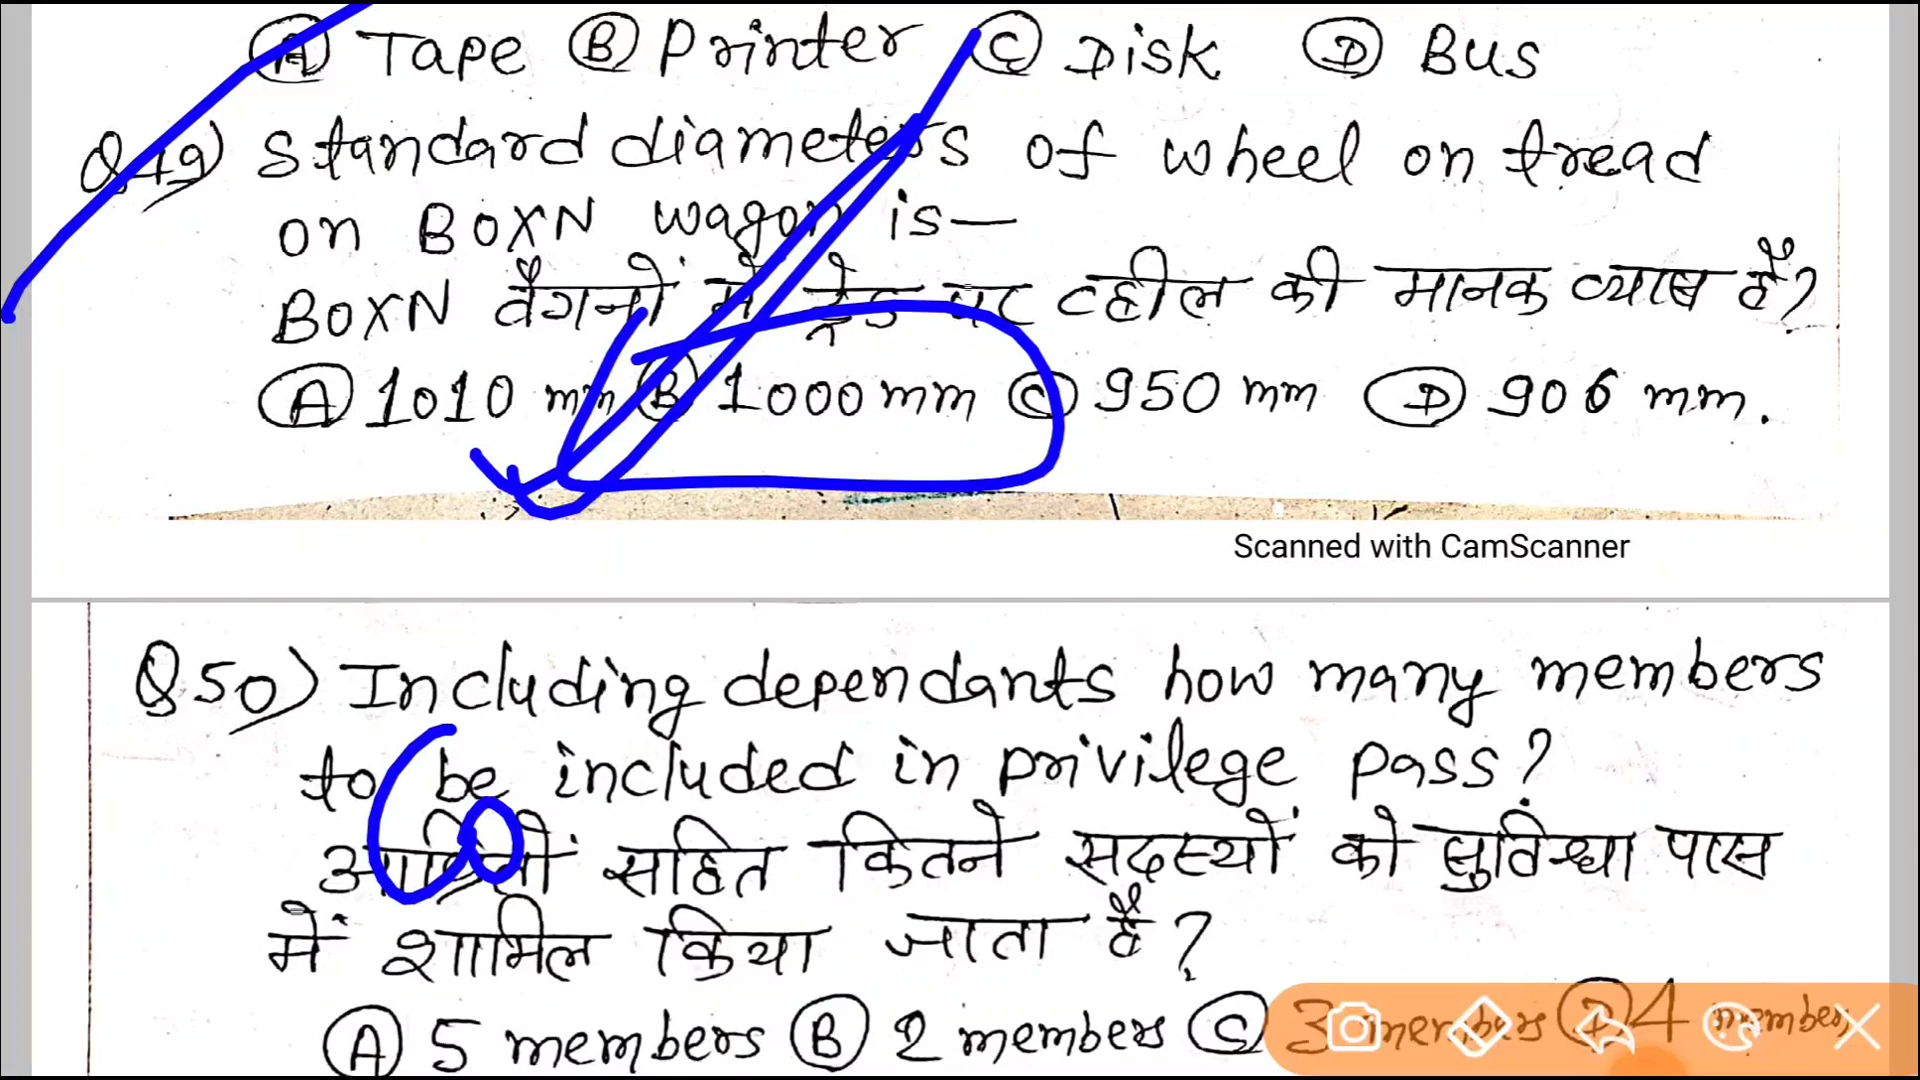 Ⓐ Tape Ⓑ Printer Ⓒ Disk Ⓓ Bus
Q.49) Standard diameters of wheel on tread
on BOXN wagon is—
BOXN वैगनों में ट्रेड पर व्हील की मानक व्यास है?
Ⓐ 1010 mm Ⓑ 1000 mm Ⓒ 950 mm Ⓓ 906 mm.
Scanned with CamScanner
Q50) Including dependants how many members
to be included in privilege pass?
आश्रितों सहित कितने सदस्यों को सुविधा पास
में शामिल किया जाता है?
Ⓐ 5 members Ⓑ 2 members Ⓒ 3 members Ⓓ 4 members